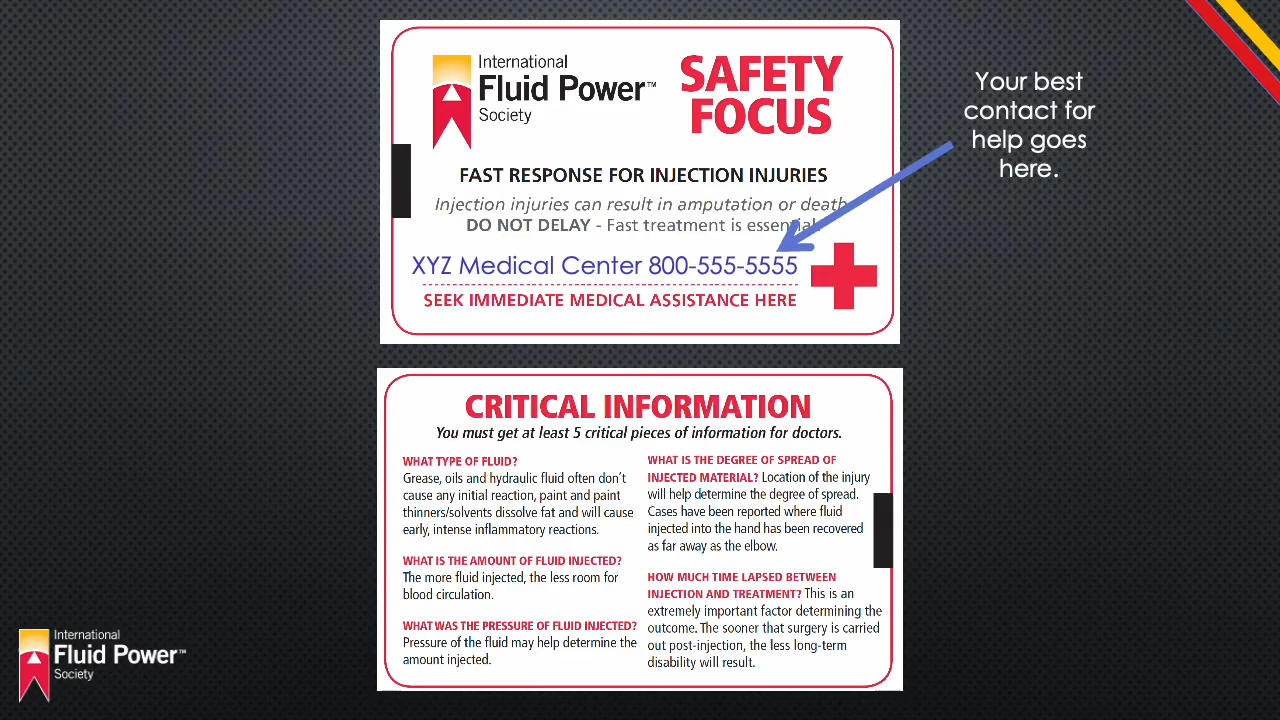 International
Fluid Power™
Society
SAFETY
FOCUS
FAST RESPONSE FOR INJECTION INJURIES
Injection injuries can result in amputation or death
DO NOT DELAY - Fast treatment is essential.
XYZ Medical Center 800-555-5555
SEEK IMMEDIATE MEDICAL ASSISTANCE HERE
Your best
contact for
help goes
here.
CRITICAL INFORMATION
You must get at least 5 critical pieces of information for doctors.
WHAT TYPE OF FLUID?
Grease, oils and hydraulic fluid often don't
cause any initial reaction, paint and paint
thinners/solvents dissolve fat and will cause
early, intense inflammatory reactions.
WHAT IS THE AMOUNT OF FLUID INJECTED?
The more fluid injected, the less room for
blood circulation.
WHAT WAS THE PRESSURE OF FLUID INJECTED?
Pressure of the fluid may help determine the
amount injected.
WHAT IS THE DEGREE OF SPREAD OF
INJECTED MATERIAL? Location of the injury
will help determine the degree of spread.
Cases have been reported where fluid
injected into the hand has been recovered
as far away as the elbow.
HOW MUCH TIME LAPSED BETWEEN
INJECTION AND TREATMENT? This is an
extremely important factor determining the
outcome. The sooner that surgery is carried
out post-injection, the less long-term
disability will result.
International
Fluid Power™
Society